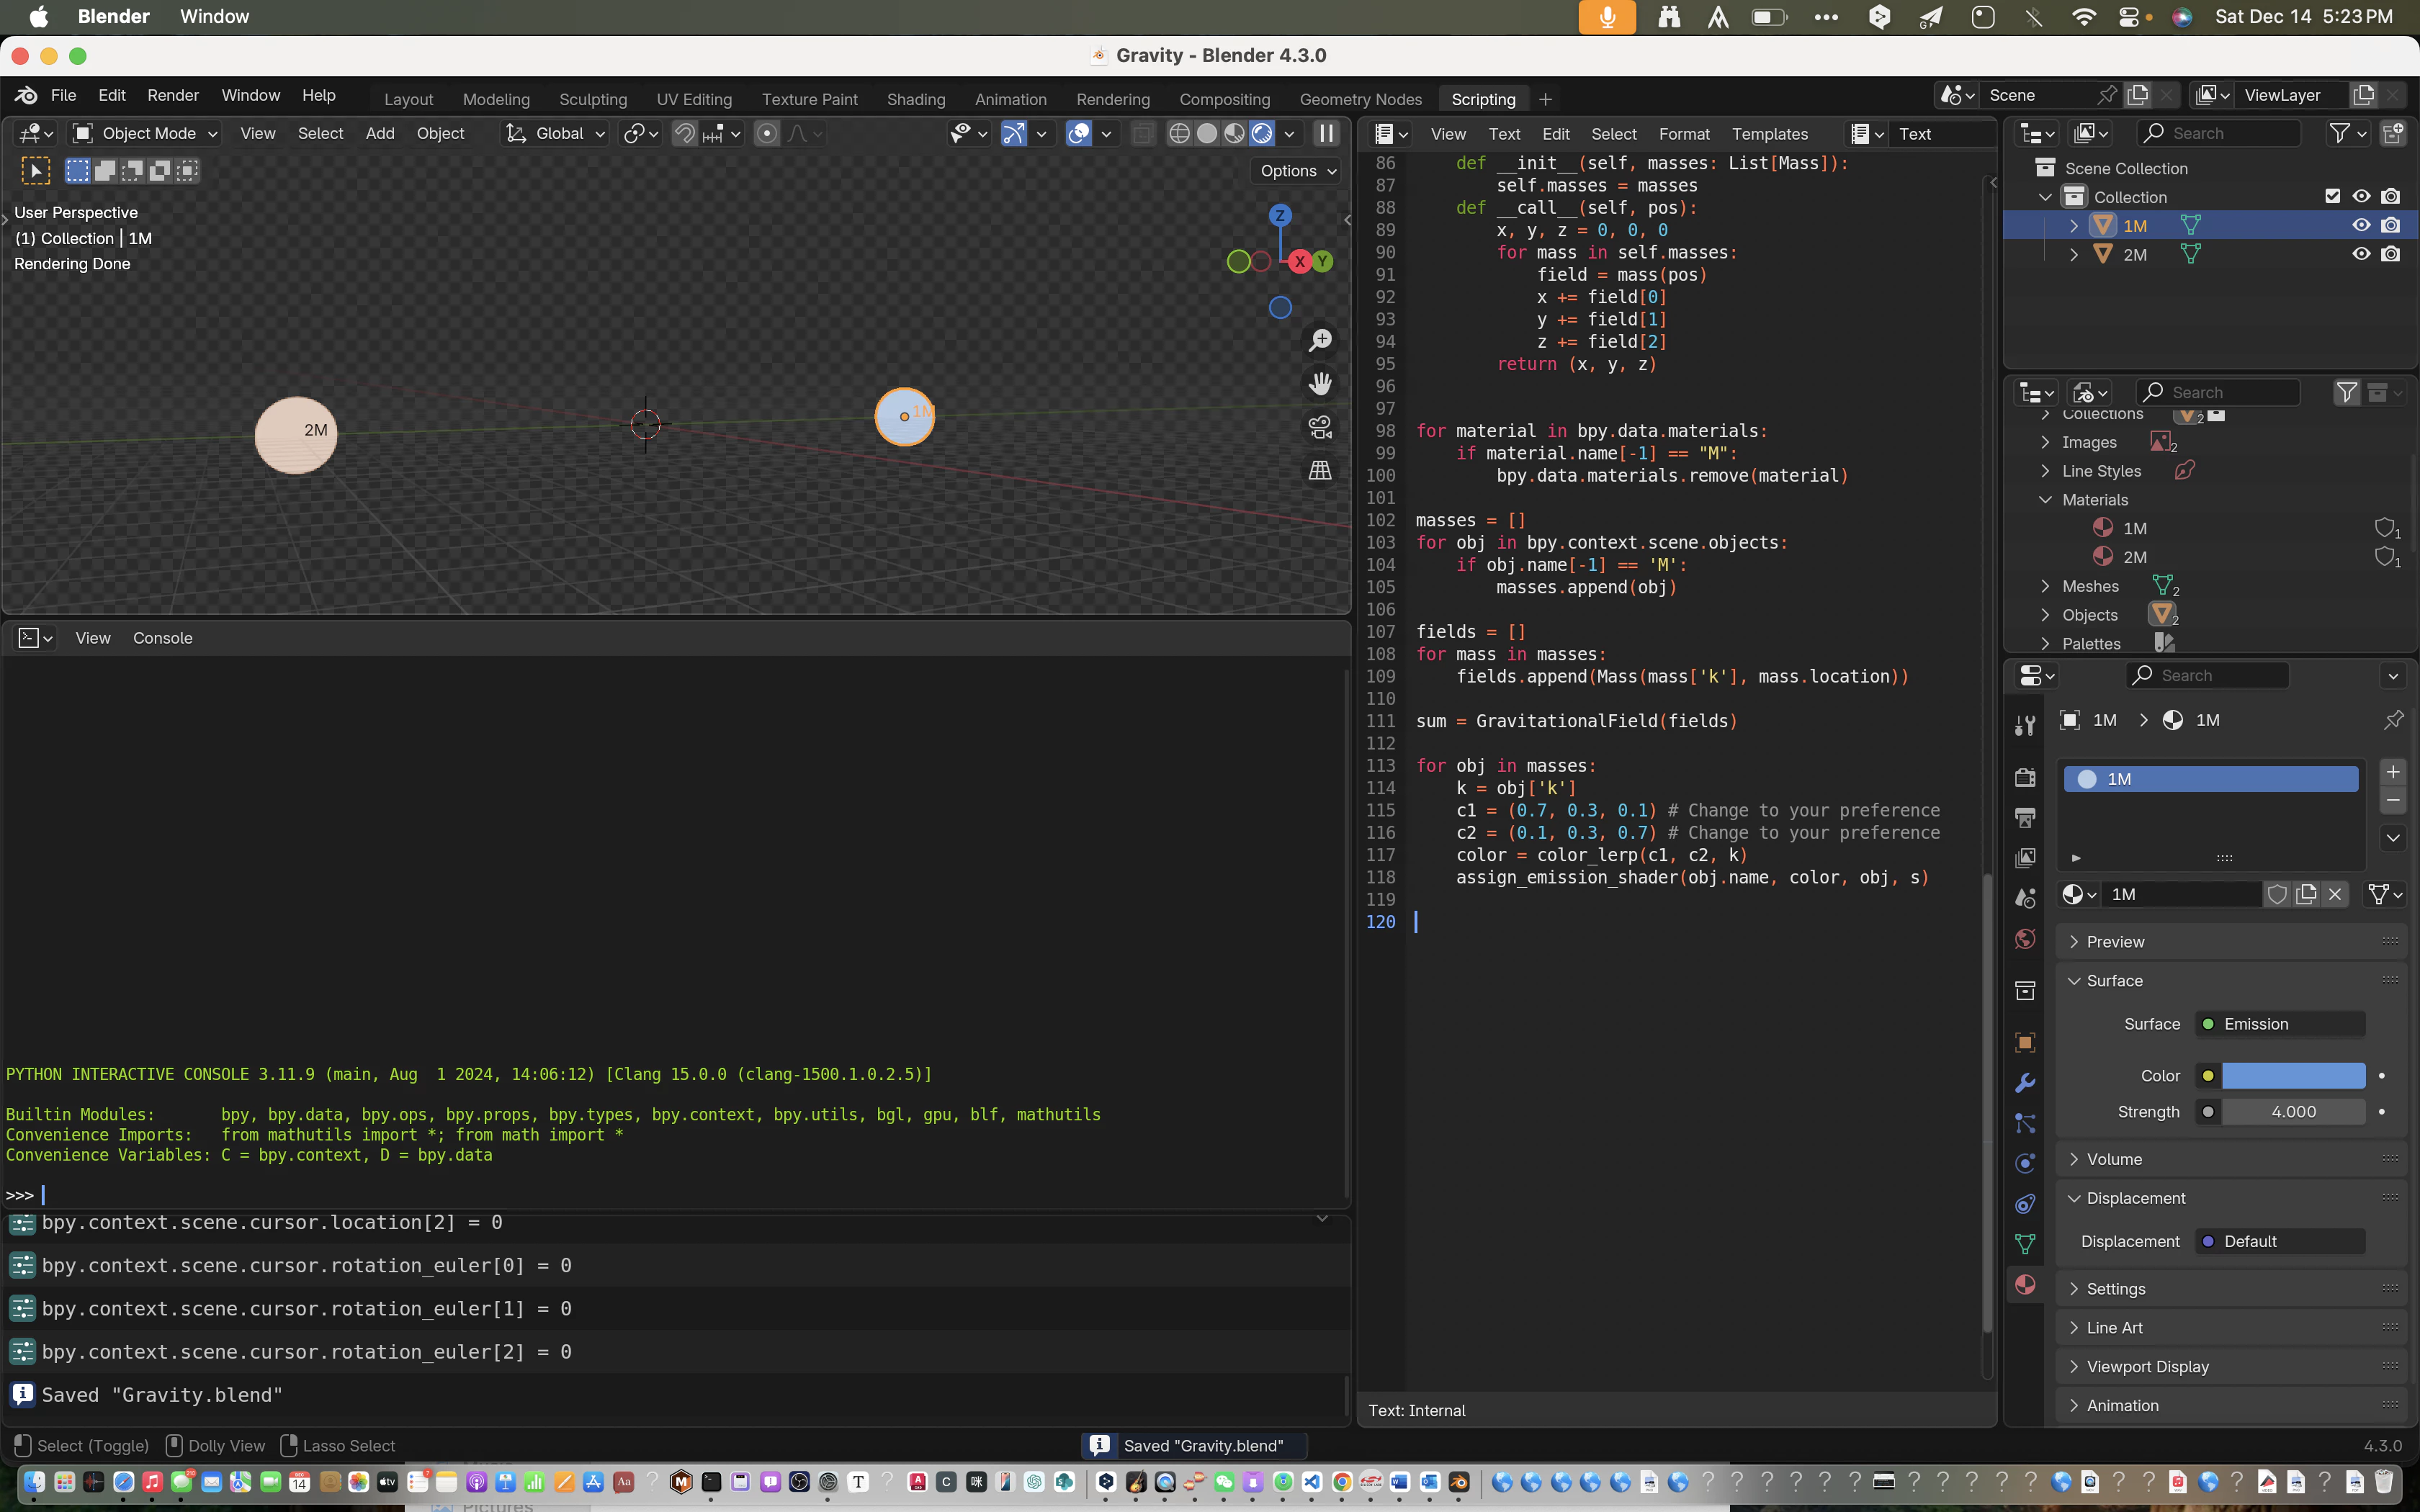 Blender Window Sat Dec 14 5:23 PM
Gravity - Blender 4.3.0
File Edit Render Window Help Layout Modeling Sculpting UV Editing Texture Paint Shading Animation Rendering Compositing Geometry Nodes Scripting + Scene ViewLayer
Object Mode View Select Add Object Global
Options
User Perspective
(1) Collection | 1M
Rendering Done
Z
X Y
2M
1M
View Console
PYTHON INTERACTIVE CONSOLE 3.11.9 (main, Aug  1 2024, 14:06:12) [Clang 15.0.0 (clang-1500.1.0.2.5)]
Builtin Modules:       bpy, bpy.data, bpy.ops, bpy.props, bpy.types, bpy.context, bpy.utils, bgl, gpu, blf, mathutils
Convenience Imports:   from mathutils import *; from math import *
Convenience Variables: C = bpy.context, D = bpy.data
>>>
bpy.context.scene.cursor.location[2] = 0
bpy.context.scene.cursor.rotation_euler[0] = 0
bpy.context.scene.cursor.rotation_euler[1] = 0
bpy.context.scene.cursor.rotation_euler[2] = 0
Saved "Gravity.blend"
View Text Edit Select Format Templates Text
86     def __init__(self, masses: List[Mass]):
87         self.masses = masses
88     def __call__(self, pos):
89         x, y, z = 0, 0, 0
90         for mass in self.masses:
91             field = mass(pos)
92             x += field[0]
93             y += field[1]
94             z += field[2]
95         return (x, y, z)
96
97
98 for material in bpy.data.materials:
99     if material.name[-1] == "M":
100         bpy.data.materials.remove(material)
101
102 masses = []
103 for obj in bpy.context.scene.objects:
104     if obj.name[-1] == 'M':
105         masses.append(obj)
106
107 fields = []
108 for mass in masses:
109     fields.append(Mass(mass['k'], mass.location))
110
111 sum = GravitationalField(fields)
112
113 for obj in masses:
114     k = obj['k']
115     c1 = (0.7, 0.3, 0.1) # Change to your preference
116     c2 = (0.1, 0.3, 0.7) # Change to your preference
117     color = color_lerp(c1, c2, k)
118     assign_emission_shader(obj.name, color, obj, s)
119
120
Text: Internal
Search
Scene Collection
Collection
1M
2M
Search
Collections 2
Images 2
Line Styles
Materials
1M 1
2M 1
Meshes 2
Objects 2
Palettes
Search
1M > 1M
1M
1M
Preview
Surface
Surface Emission
Color
Strength 4.000
Volume
Displacement
Displacement Default
Settings
Line Art
Viewport Display
Animation
Select (Toggle) Dolly View Lasso Select Saved "Gravity.blend" 4.3.0
Pictures